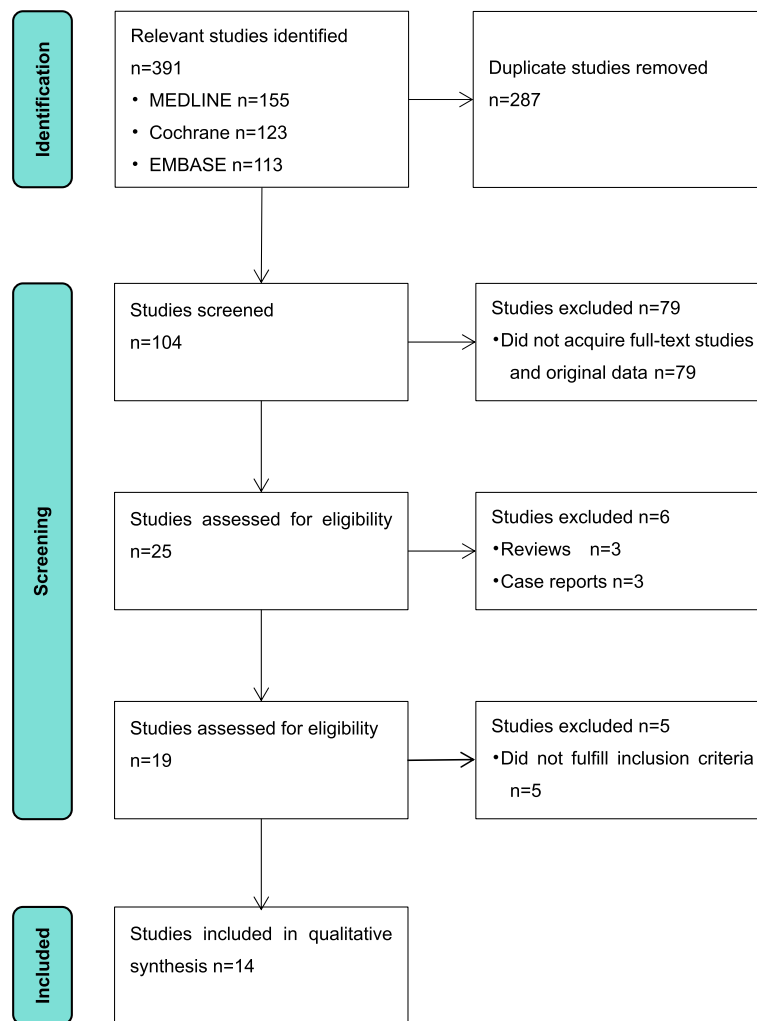 Identification
Relevant studies identified
n=391
• MEDLINE n=155
• Cochrane n=123
• EMBASE n=113
Duplicate studies removed
n=287
Screening
Studies screened
n=104
Studies excluded n=79
•Did not acquire full-text studies
and original data n=79
Studies assessed for eligibility
n=25
Studies excluded n=6
•Reviews n=3
•Case reports n=3
Studies assessed for eligibility
n=19
Studies excluded n=5
•Did not fulfill inclusion criteria
n=5
Included
Studies included in qualitative
synthesis n=14